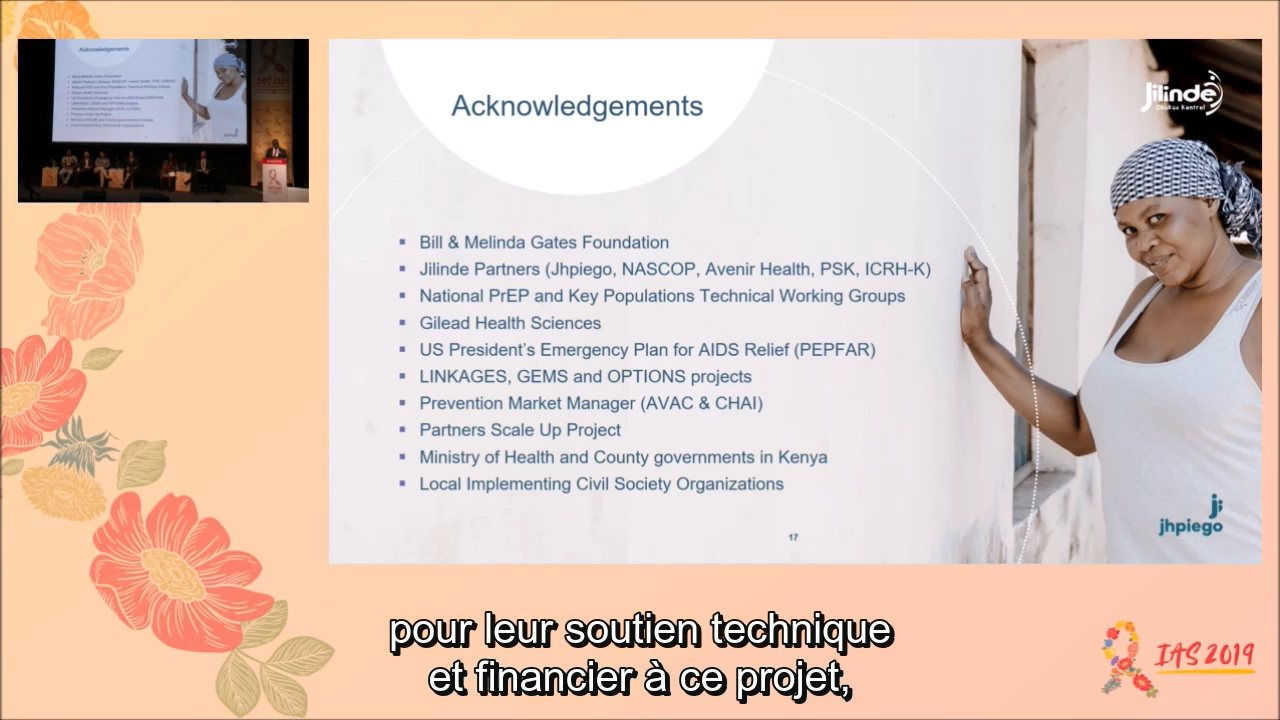 Acknowledgements
Jilinde
Chukua Kontrol
Bill & Melinda Gates Foundation
Jilinde Partners (Jhpiego, NASCOP, Avenir Health, PSK, ICRH-K)
National PrEP and Key Populations Technical Working Groups
Gilead Health Sciences
US President's Emergency Plan for AIDS Relief (PEPFAR)
LINKAGES, GEMS and OPTIONS projects
Prevention Market Manager (AVAC & CHAI)
Partners Scale Up Project
Ministry of Health and County governments in Kenya
Local Implementing Civil Society Organizations
jhpiego
17
pour leur soutien technique
et financier à ce projet,
IAS 2019